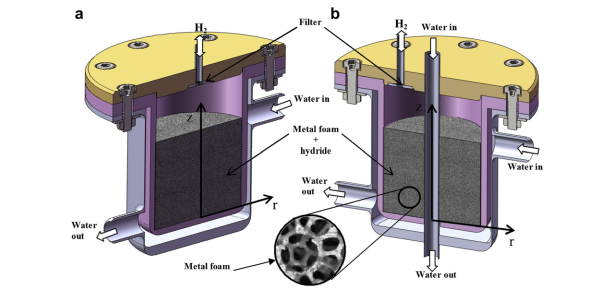 a
H₂
Filter
b
H₂
Water in
Water in
z
Metal foam
+
hydride
z
Water in
Water
out
Water
out
r
r
Metal foam
Water out